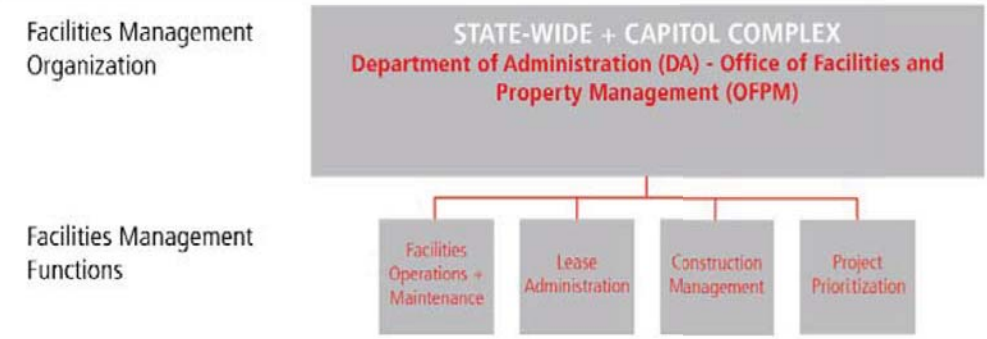 Facilities Management
Organization
STATE-WIDE + CAPITOL COMPLEX
Department of Administration (DA) - Office of Facilities and
Property Management (OFPM)
Facilities Management
Functions
Facilities
Operations +
Maintenance
Lease
Administration
Construction
Management
Project
Prioritization